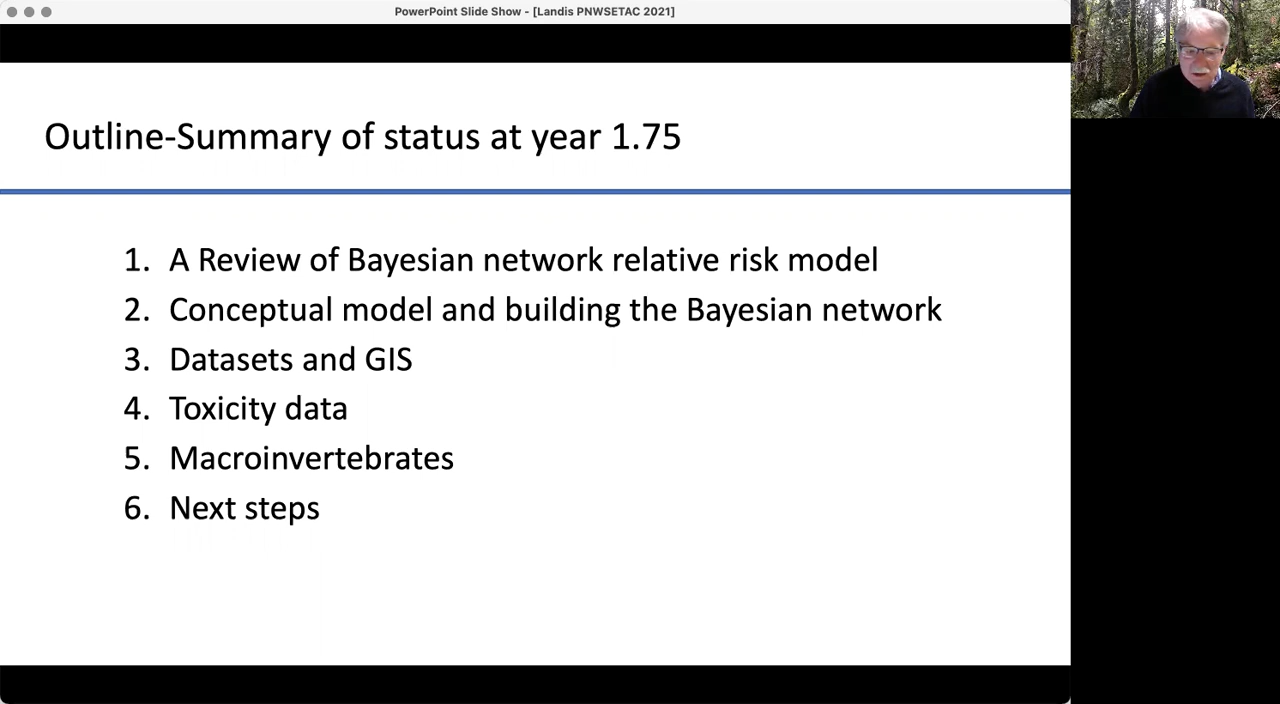 PowerPoint Slide Show - [Landis PNWSETAC 2021]
Outline-Summary of status at year 1.75
1. A Review of Bayesian network relative risk model
2. Conceptual model and building the Bayesian network
3. Datasets and GIS
4. Toxicity data
5. Macroinvertebrates
6. Next steps